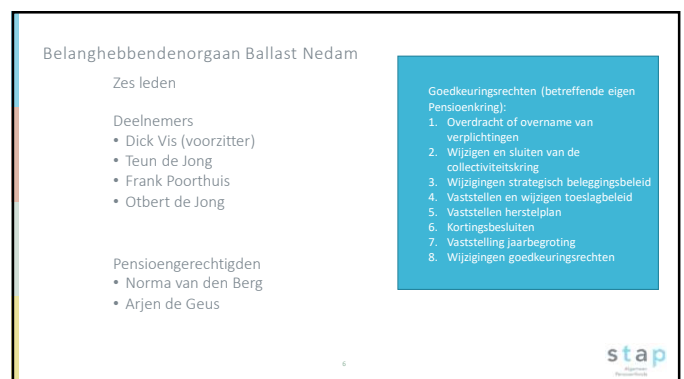 Belanghebbendenorgaan Ballast Nedam
Zes leden
Deelnemers
• Dick Vis (voorzitter)
• Teun de Jong
• Frank Poorthuis
• Otbert de Jong
Pensioengerechtigden
• Norma van den Berg
• Arjen de Geus
Goedkeuringsrechten (betreffende eigen
Pensioenkring):
1. Overdracht of overname van
verplichtingen
2. Wijzigen en sluiten van de
collectiviteitskring
3. Wijzigingen strategisch beleggingsbeleid
4. Vaststellen en wijzigen toeslagbeleid
5. Vaststellen herstelplan
6. Kortingsbesluiten
7. Vaststelling jaarbegroting
8. Wijzigingen goedkeuringsrechten
6
stap
Algemeen
Pensioenfonds